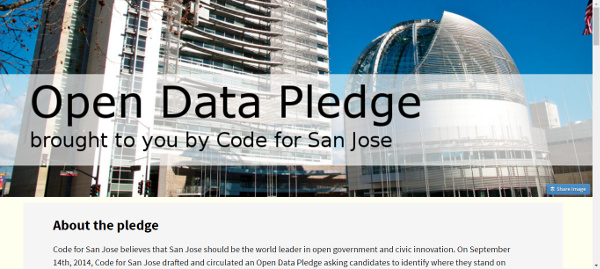 Open Data Pledge
brought to you by Code for San Jose
Share Image
About the pledge
Code for San Jose believes that San Jose should be the world leader in open government and civic innovation. On September
14th, 2014, Code for San Jose drafted and circulated an Open Data Pledge asking candidates to identify where they stand on